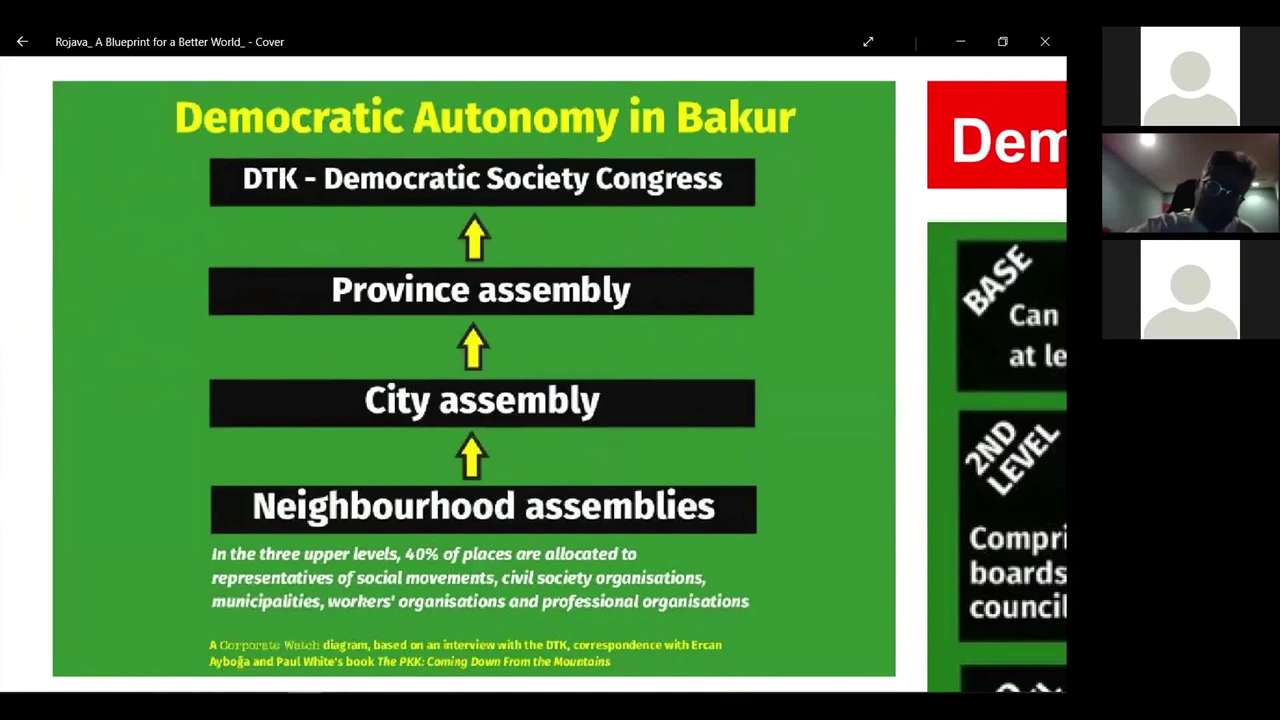 Rojava_ A Blueprint for a Better World_ - Cover
Democratic Autonomy in Bakur
DTK - Democratic Society Congress
Province assembly
City assembly
Neighbourhood assemblies
In the three upper levels, 40% of places are allocated to
representatives of social movements, civil society organisations,
municipalities, workers' organisations and professional organisations
A Corporate Watch diagram, based on an interview with the DTK, correspondence with Ercan
Ayboğa and Paul White's book The PKK: Coming Down From the Mountains
Dem
BASE
Can
at le
2ND
LEVEL
Compri
boards
council